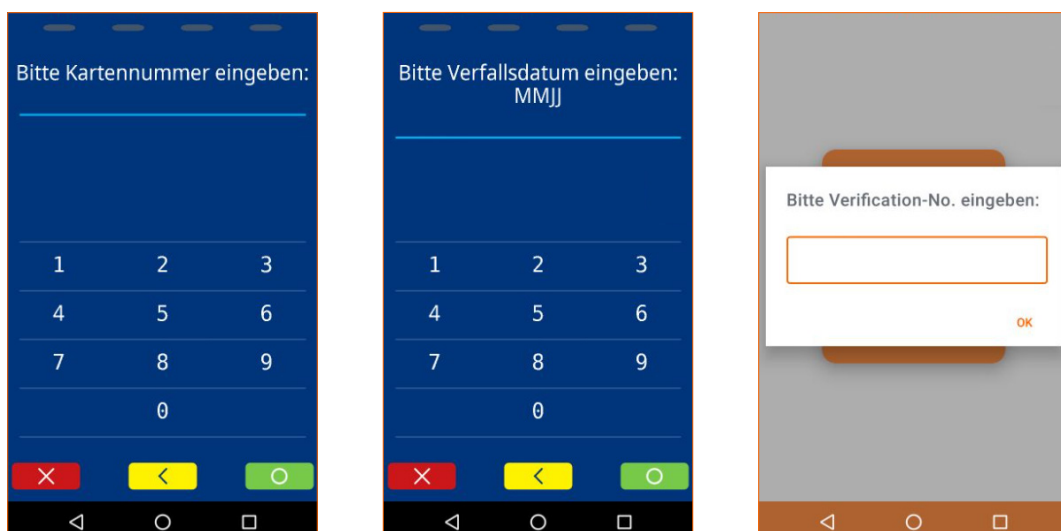 Bitte Kartennummer eingeben:
1 2 3
4 5 6
7 8 9
0
Bitte Verfallsdatum eingeben:
MMJJ
1 2 3
4 5 6
7 8 9
0
Bitte Verification-No. eingeben:
OK